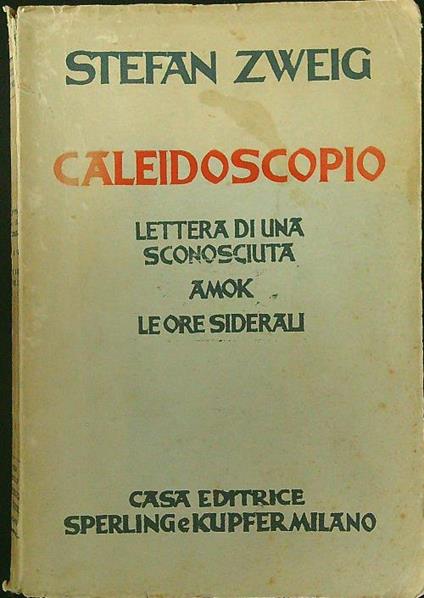 STEFAN ZWEIG
CALEIDOSCOPIO
LETTERA DI UNA
SCONOSCIUTA
AMOK
LE ORE SIDERALI
CASA EDITRICE
SPERLING e KUPFER MILANO